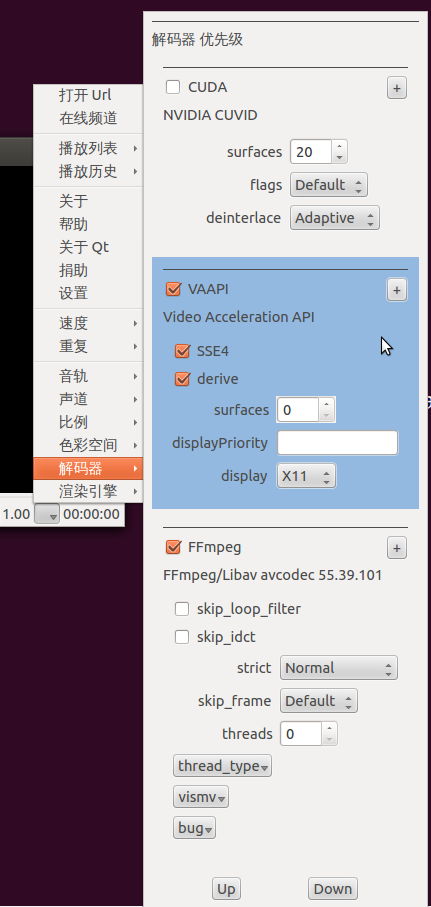 打开 Url
在线频道
播放列表
播放历史
关于
帮助
关于 Qt
捐助
设置
速度
重复
音轨
声道
比例
色彩空间
解码器
渲染引擎
1.00 00:00:00
解码器 优先级
CUDA +
NVIDIA CUVID
surfaces 20
flags Default
deinterlace Adaptive
VAAPI +
Video Acceleration API
SSE4
derive
surfaces 0
displayPriority
display X11
FFmpeg +
FFmpeg/Libav avcodec 55.39.101
skip_loop_filter
skip_idct
strict Normal
skip_frame Default
threads 0
thread_type
vismv
bug
Up Down